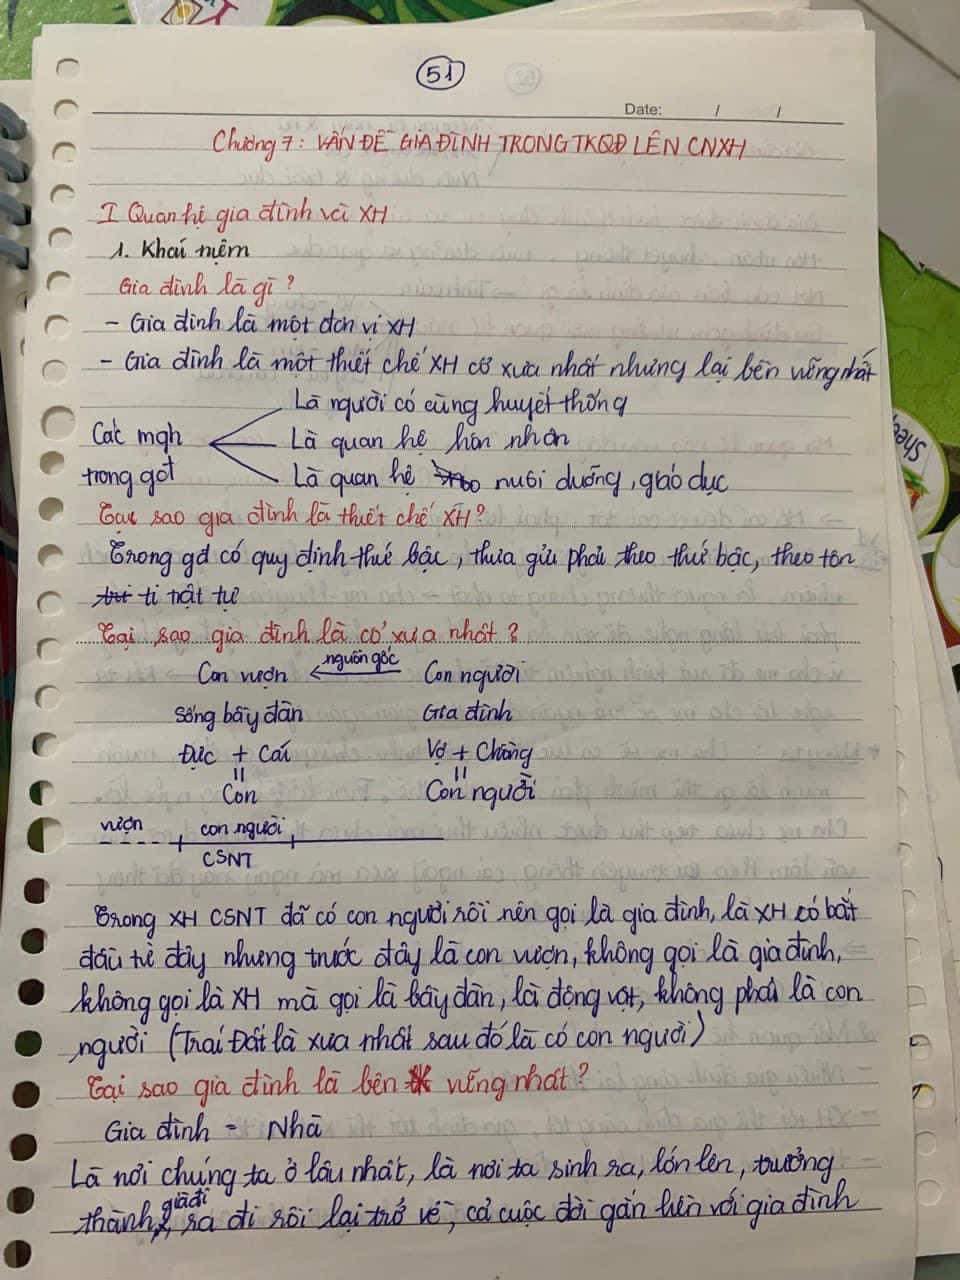 51
Date: / /
Chương 7: VẤN ĐỀ GIA ĐÌNH TRONG TKQĐ LÊN CNXH
I Quan hệ gia đình với XH
1. Khái niệm
Gia đình là gì?
- Gia đình là một đơn vị XH
- Gia đình là một thiết chế XH cổ xưa nhất nhưng lại bền vững nhất
Là người có cùng huyết thống
Các mqh Là quan hệ hôn nhân
trong gđt Là quan hệ nuôi dưỡng, giáo dục
Tại sao gia đình là thiết chế XH?
Trong gđ có quy định thứ bậc, thưa gửi phải theo thứ bậc, theo tôn
ti trật tự
Tại sao gia đình là cổ xưa nhất?
Con vượn nguồn gốc Con người
Sống bầy đàn Gia đình
Đực + Cái Vợ + Chồng
= =
Con Con người
vượn con người
CSNT
Trong XH CSNT đã có con người rồi nên gọi là gia đình, là XH có bắt
đầu từ đây nhưng trước đây là con vượn, không gọi là gia đình,
không gọi là XH mà gọi là bầy đàn, là động vật, không phải là con
người (Trái Đất là xưa nhất sau đó là có con người)
Tại sao gia đình là bền vững nhất?
Gia đình = Nhà
Là nơi chúng ta ở lâu nhất, là nơi ta sinh ra, lớn lên, trưởng
thành, già đi, ra đi rồi lại trở về, cả cuộc đời gắn liền với gia đình
Shee